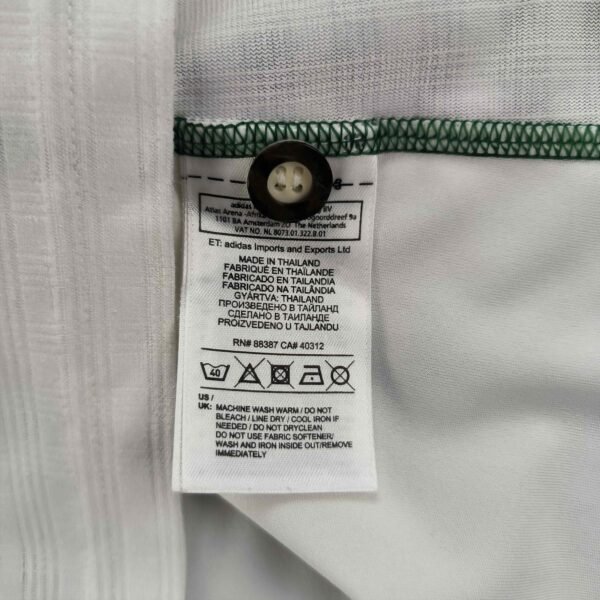 adidas BV
Atlas Arena -Afrika
1101 BA Amsterdam ZO The Netherlands
VAT NO. NL 8073.01.322.B.01
ET: adidas Imports and Exports Ltd
MADE IN THAILAND
FABRIQUÉ EN THAÏLANDE
FABRICADO EN TAILANDIA
FABRICADO NA TAILÂNDIA
GYÁRTVA: THAILAND
ПРОИЗВЕДЕНО В ТАЙЛАНД
СДЕЛАНО В ТАИЛАНДЕ
PROIZVEDENO U TAJLANDU
RN# 88387 CA# 40312
40
US /
UK: MACHINE WASH WARM / DO NOT
BLEACH / LINE DRY / COOL IRON IF
NEEDED / DO NOT DRYCLEAN
DO NOT USE FABRIC SOFTENER/
WASH AND IRON INSIDE OUT/REMOVE
IMMEDIATELY